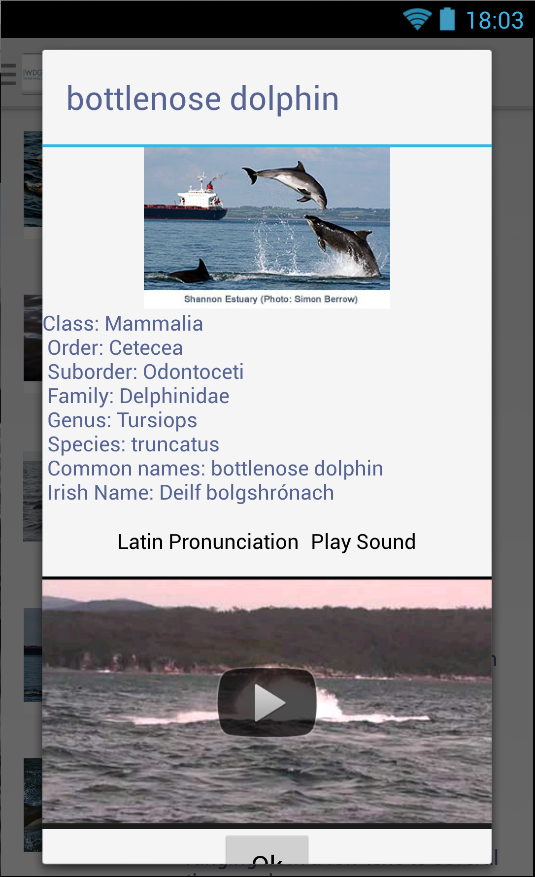 18:03
bottlenose dolphin
Shannon Estuary (Photo: Simon Berrow)
Class: Mammalia
Order: Cetecea
Suborder: Odontoceti
Family: Delphinidae
Genus: Tursiops
Species: truncatus
Common names: bottlenose dolphin
Irish Name: Deilf bolgshrónach
Latin Pronunciation Play Sound
Ok